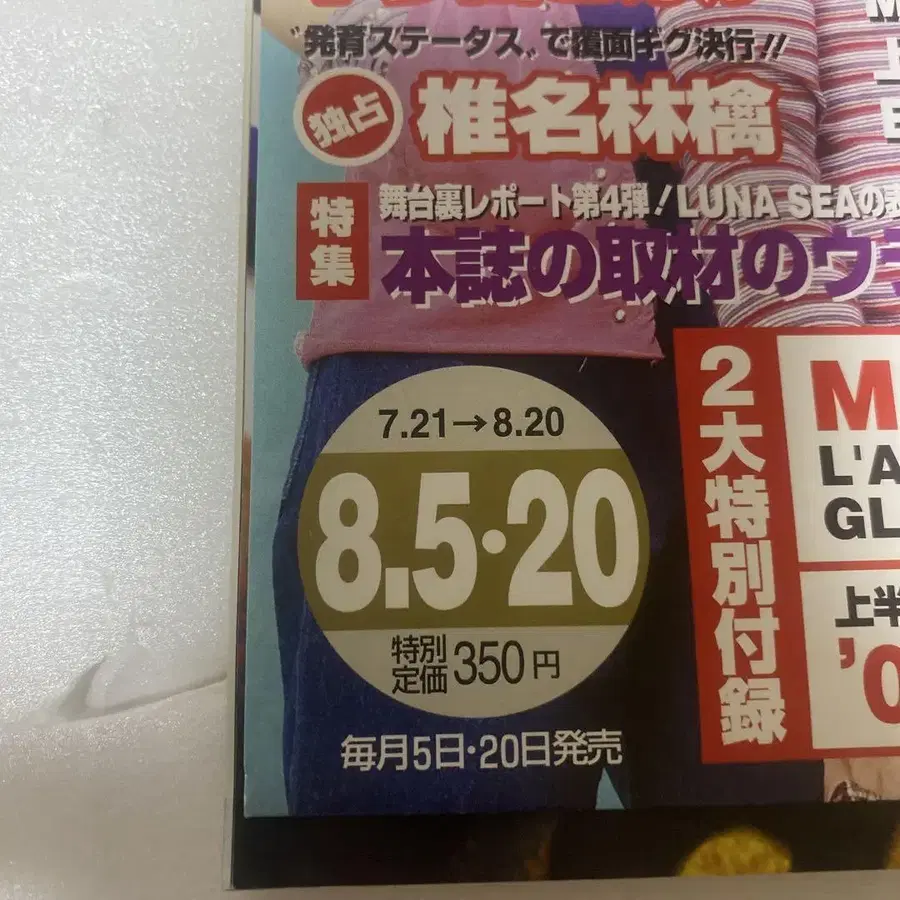 "発育ステータス"で覆面ギグ決行!!
独占
椎名林檎
特集
舞台裏レポート第4弾!LUNA SEAの
本誌の取材のウラ
7.21→8.20
8.5・20
特別定価350円
毎月5日・20日発売
2大特別付録
M
L'A
GL
上半
'0